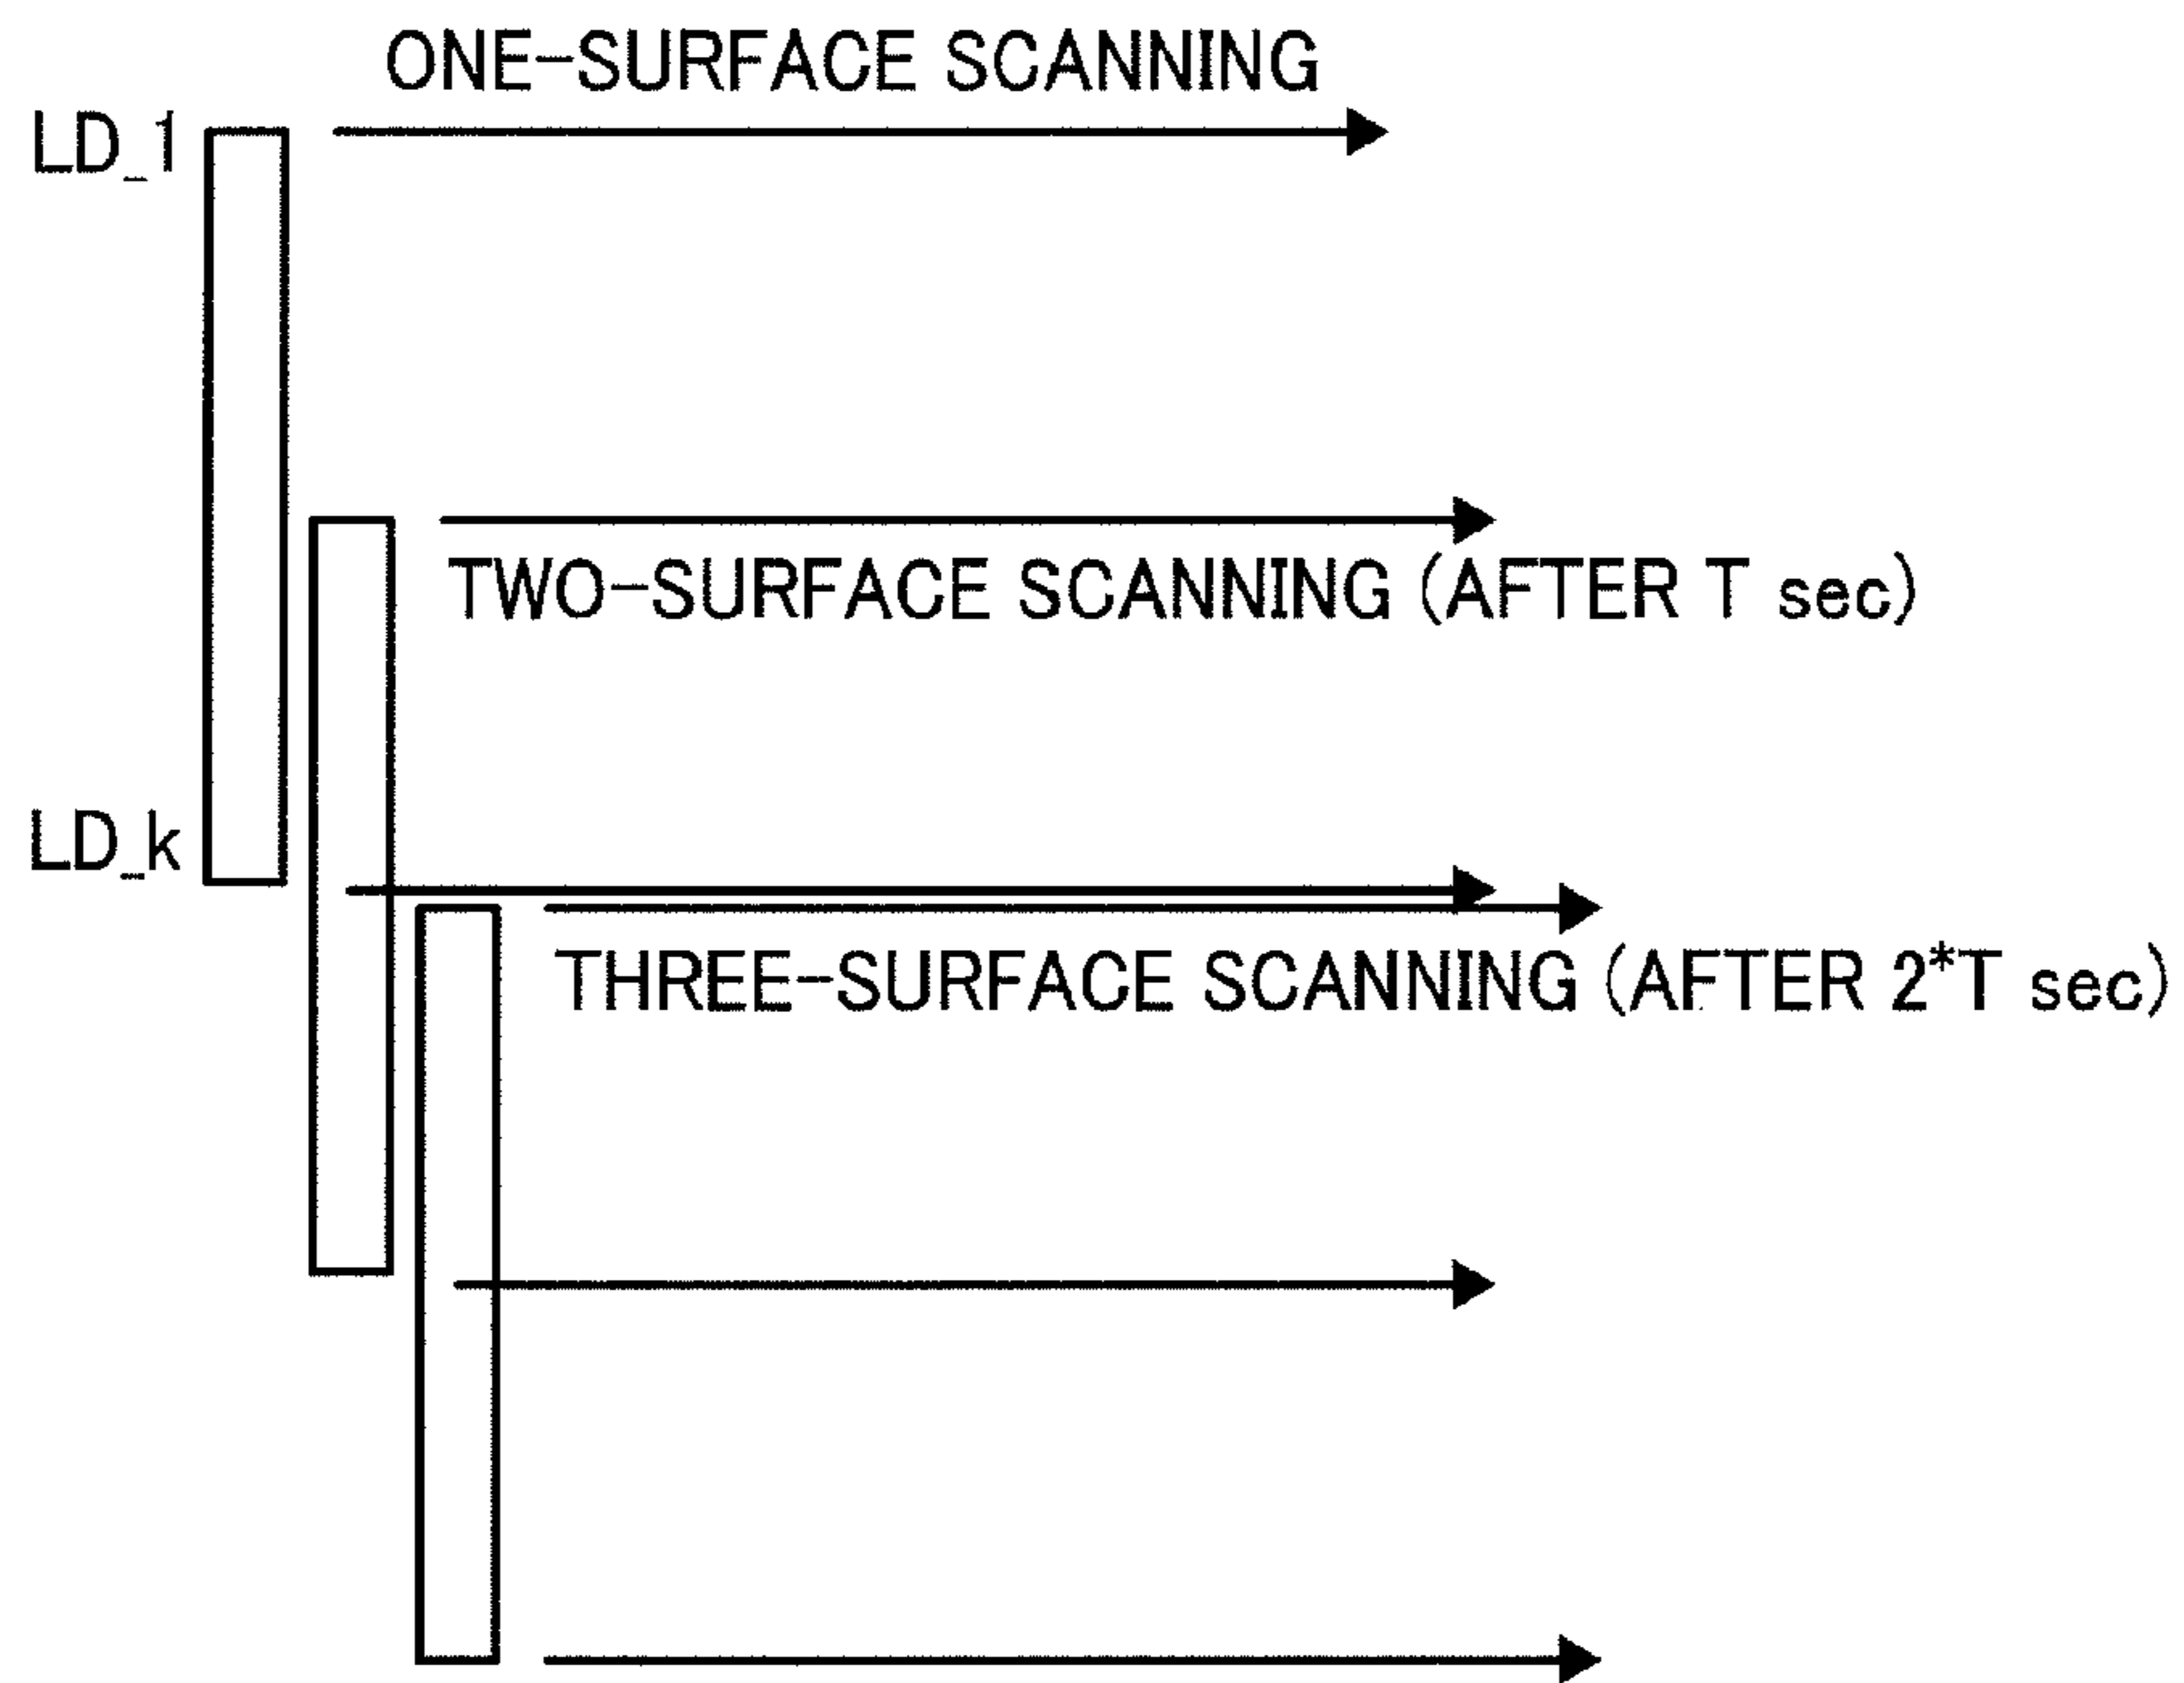 ONE-SURFACE SCANNING
LD_1
TWO-SURFACE SCANNING (AFTER T sec)
LD_k
THREE-SURFACE SCANNING (AFTER 2*T sec)